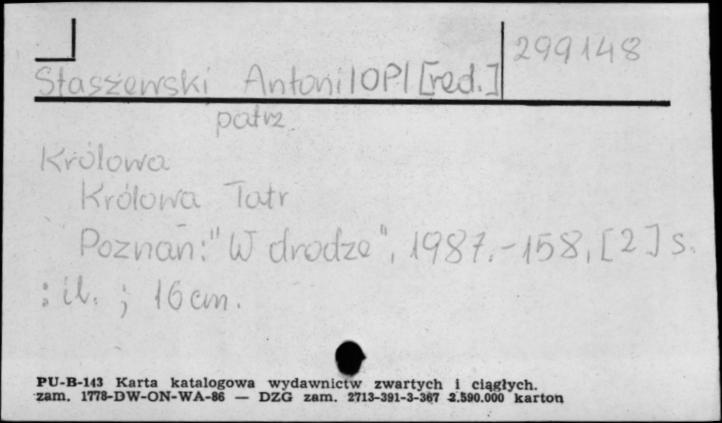 299148
Staszewski Antoni/OP/[red.]
patrz
Królowa
Królowa Tatr
Poznań: "W drodze", 1987.-158, [2] s.
: il. ; 16 cm.
PU-B-143 Karta katalogowa wydawnictw zwartych i ciągłych.
zam. 1778-DW-ON-WA-86 — DZG zam. 2713-391-3-367 2.590.000 karton